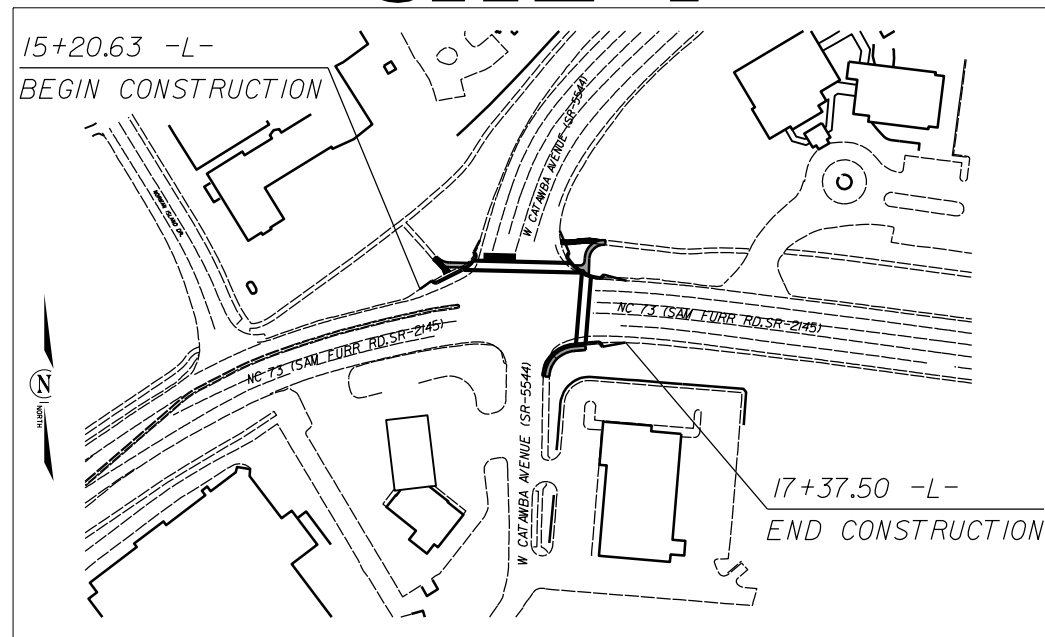 15+20.63 -L-
BEGIN CONSTRUCTION
W CATAWBA AVENUE (SR-5544)
NC 73 (SAM FURR RD,SR-2145)
NC 73 (SAM FURR RD,SR-2145)
N
NORTH
W CATAWBA AVENUE (SR-5544)
17+37.50 -L-
END CONSTRUCTION